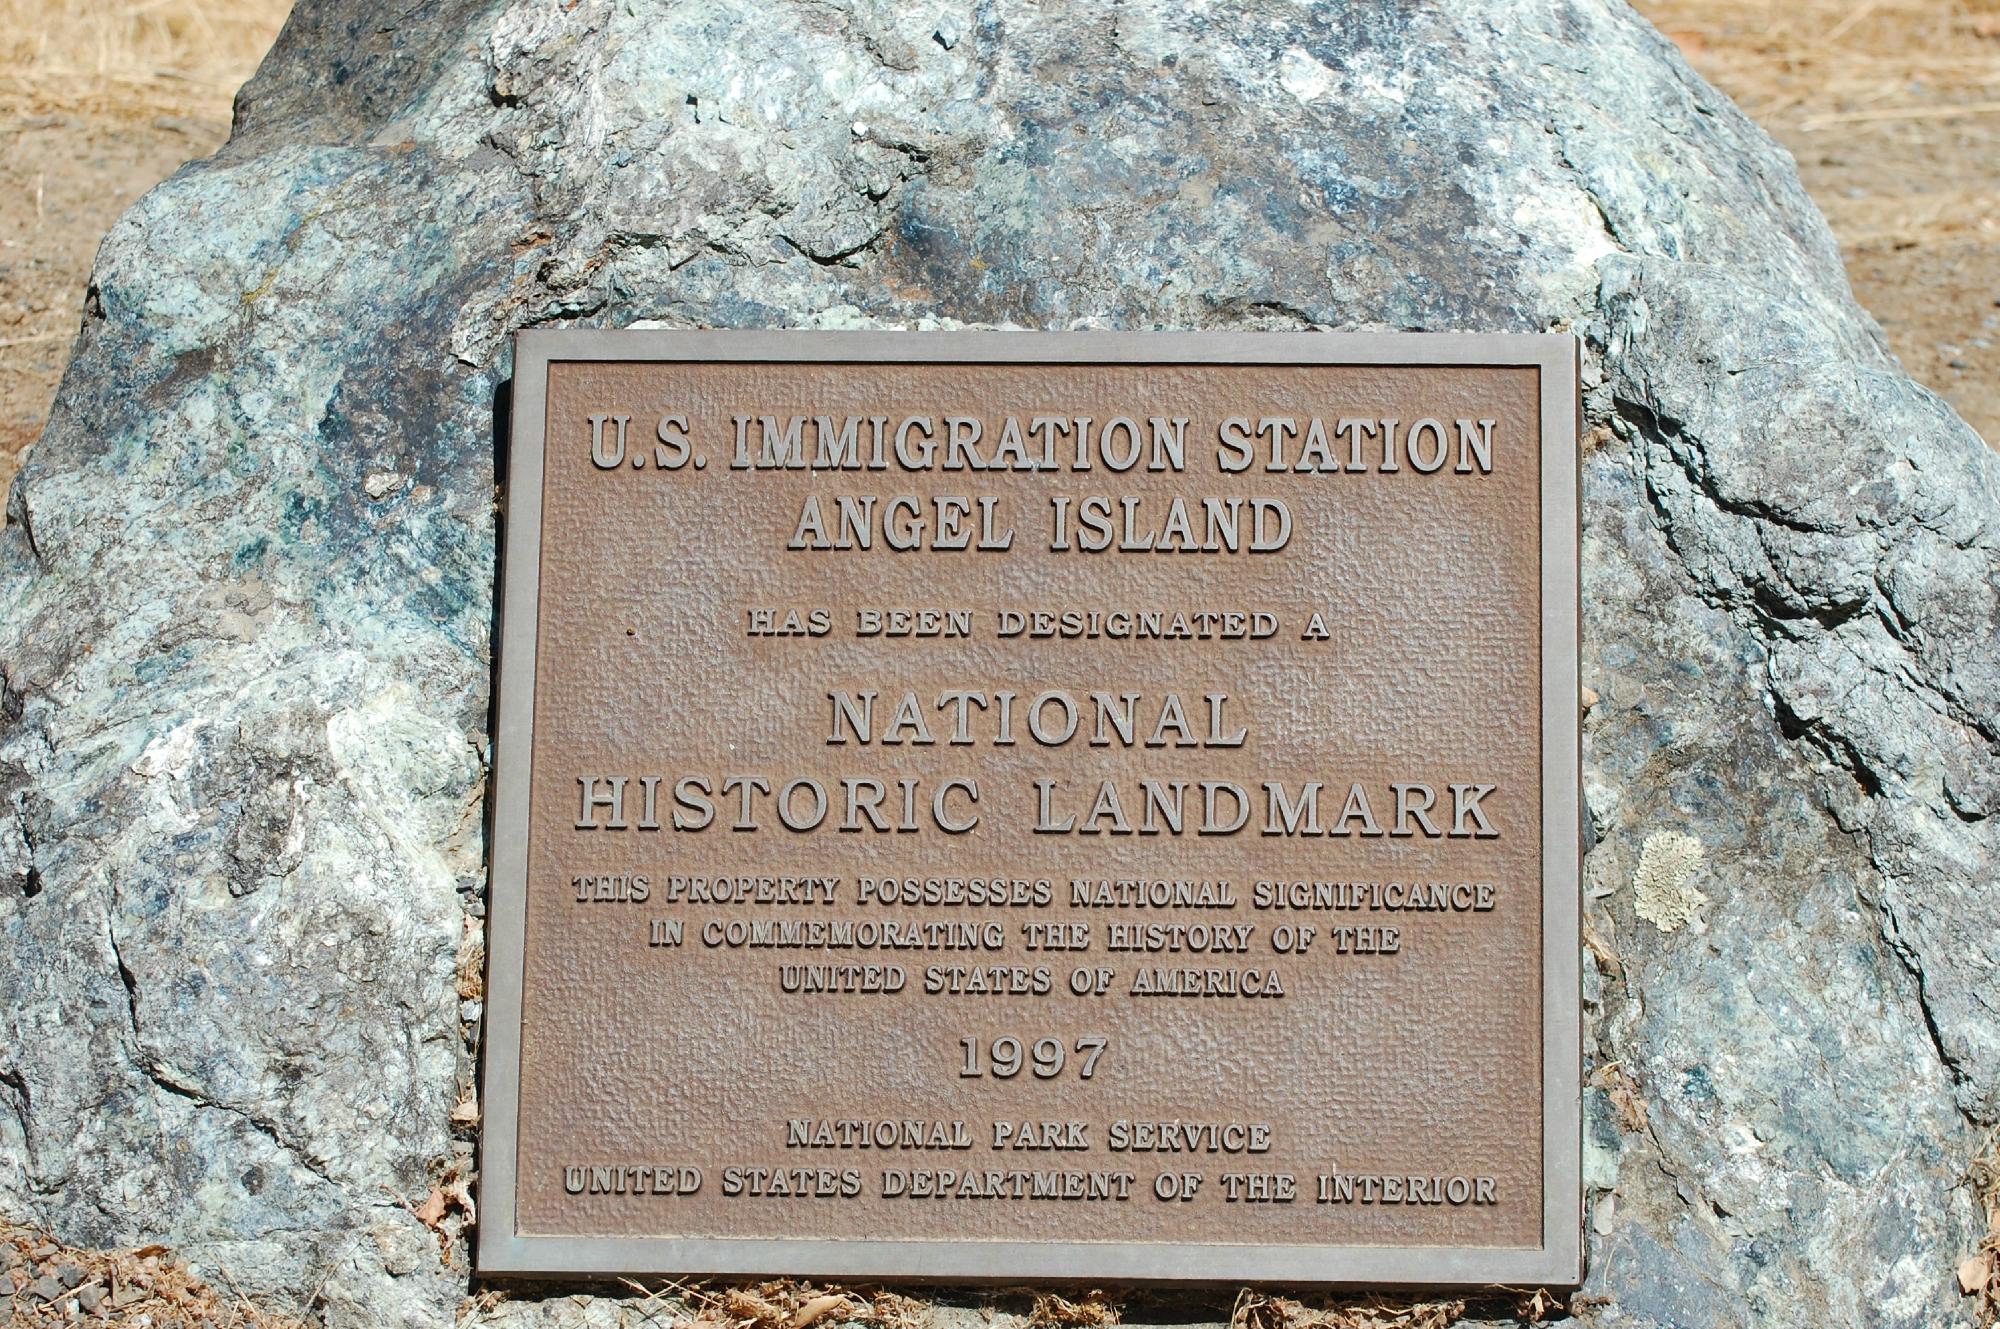 U.S. IMMIGRATION STATION
ANGEL ISLAND
HAS BEEN DESIGNATED A
NATIONAL
HISTORIC LANDMARK
THIS PROPERTY POSSESSES NATIONAL SIGNIFICANCE
IN COMMEMORATING THE HISTORY OF THE
UNITED STATES OF AMERICA
1997
NATIONAL PARK SERVICE
UNITED STATES DEPARTMENT OF THE INTERIOR